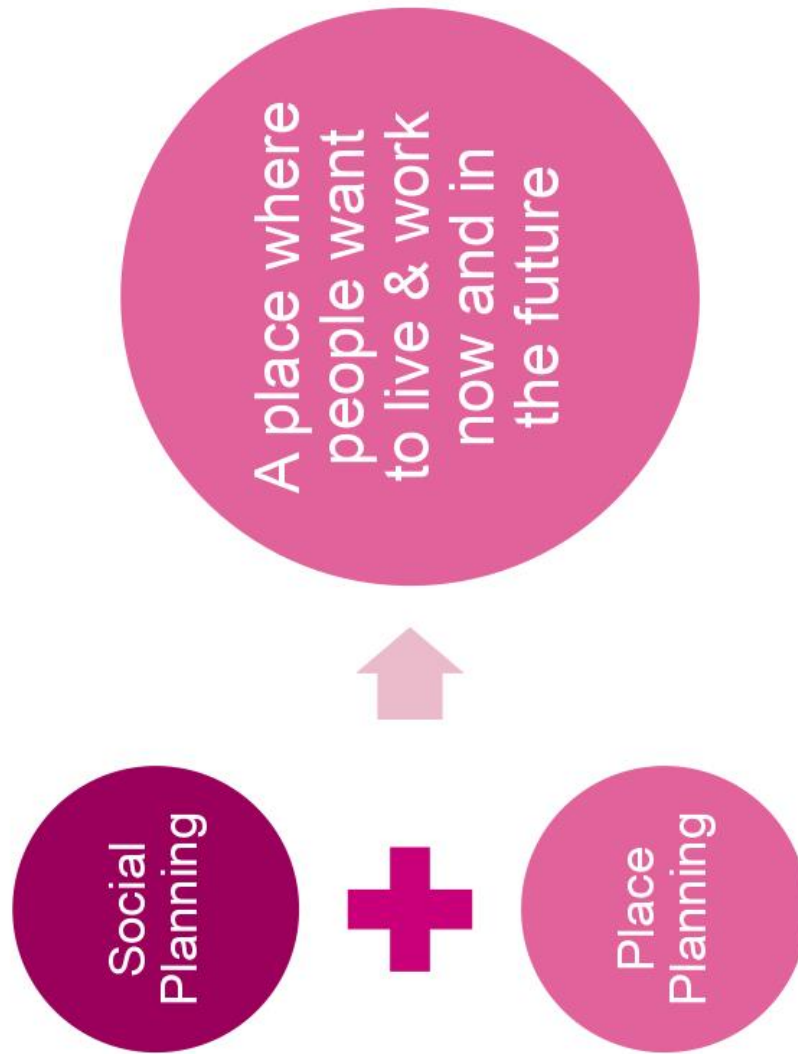 Social
Planning
Place
Planning
A place where
people want
to live & work
now and in
the future